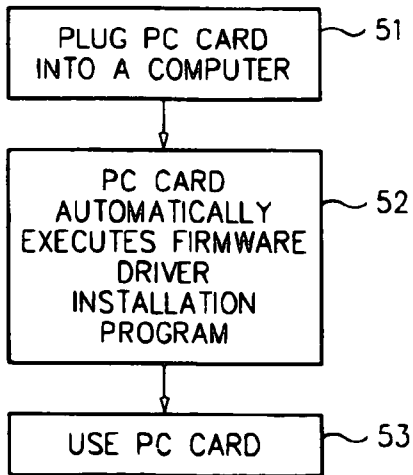 PLUG PC CARD
INTO A COMPUTER
51
PC CARD
AUTOMATICALLY
EXECUTES FIRMWARE
DRIVER
INSTALLATION
PROGRAM
52
USE PC CARD
53